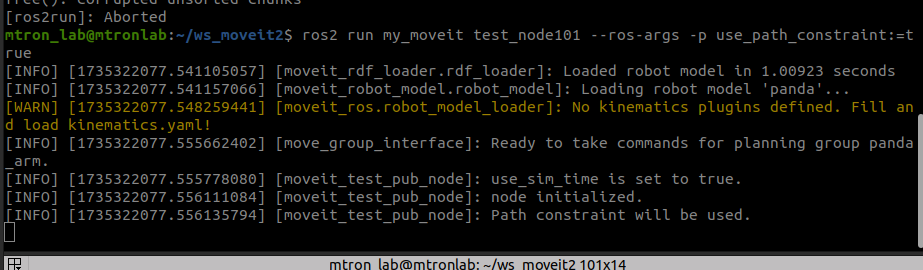 free(): corrupted unsorted chunks
[ros2run]: Aborted
mtron_lab@mtronlab:~/ws_moveit2$ ros2 run my_moveit test_node101 --ros-args -p use_path_constraint:=t
rue
[INFO] [1735322077.541105057] [moveit_rdf_loader.rdf_loader]: Loaded robot model in 1.00923 seconds
[INFO] [1735322077.541157066] [moveit_robot_model.robot_model]: Loading robot model 'panda'...
[WARN] [1735322077.548259441] [moveit_ros.robot_model_loader]: No kinematics plugins defined. Fill an
d load kinematics.yaml!
[INFO] [1735322077.555662402] [move_group_interface]: Ready to take commands for planning group panda
_arm.
[INFO] [1735322077.555778080] [moveit_test_pub_node]: use_sim_time is set to true.
[INFO] [1735322077.556111084] [moveit_test_pub_node]: node initialized.
[INFO] [1735322077.556135794] [moveit_test_pub_node]: Path constraint will be used.
mtron_lab@mtronlab: ~/ws_moveit2 101x14